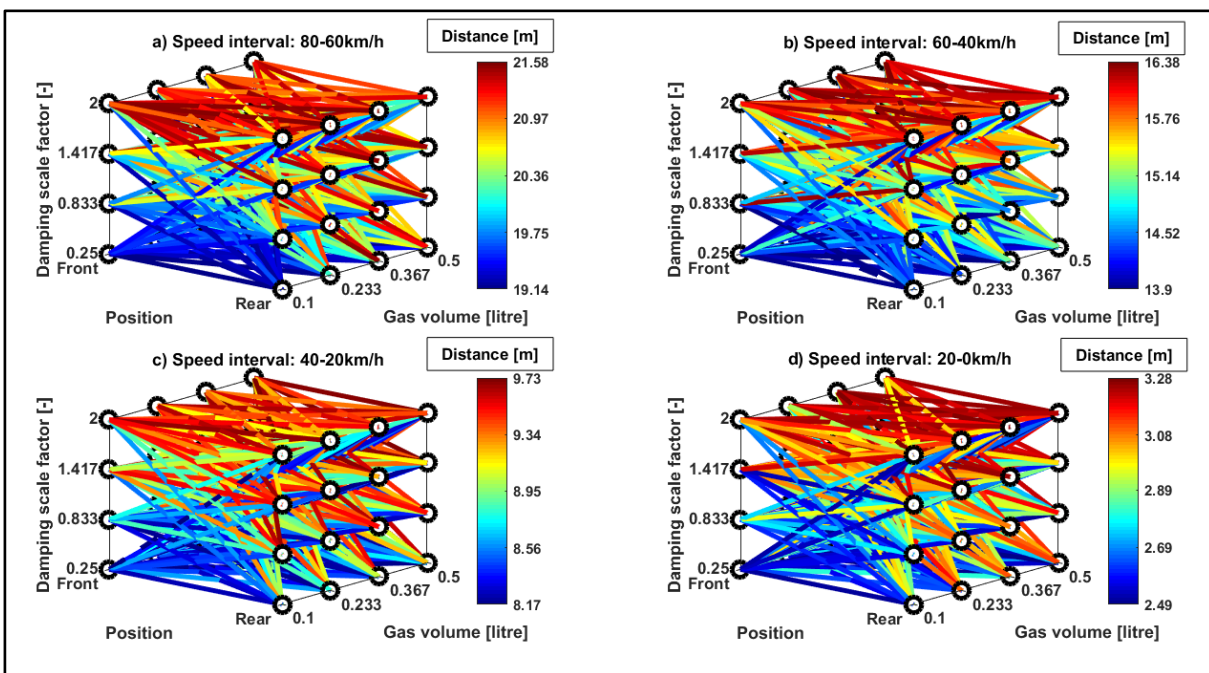 a) Speed interval: 80-60km/h
Distance [m]
21.58
20.97
20.36
19.75
19.14
Damping scale factor [-]
2
1.417
0.833
0.25
Front
Rear
0.1
0.233
0.367
0.5
Position
Gas volume [litre]
b) Speed interval: 60-40km/h
Distance [m]
16.38
15.76
15.14
14.52
13.9
Damping scale factor [-]
2
1.417
0.833
0.25
Front
Rear
0.1
0.233
0.367
0.5
Position
Gas volume [litre]
c) Speed interval: 40-20km/h
Distance [m]
9.73
9.34
8.95
8.56
8.17
Damping scale factor [-]
2
1.417
0.833
0.25
Front
Rear
0.1
0.233
0.367
0.5
Position
Gas volume [litre]
d) Speed interval: 20-0km/h
Distance [m]
3.28
3.08
2.89
2.69
2.49
Damping scale factor [-]
2
1.417
0.833
0.25
Front
Rear
0.1
0.233
0.367
0.5
Position
Gas volume [litre]